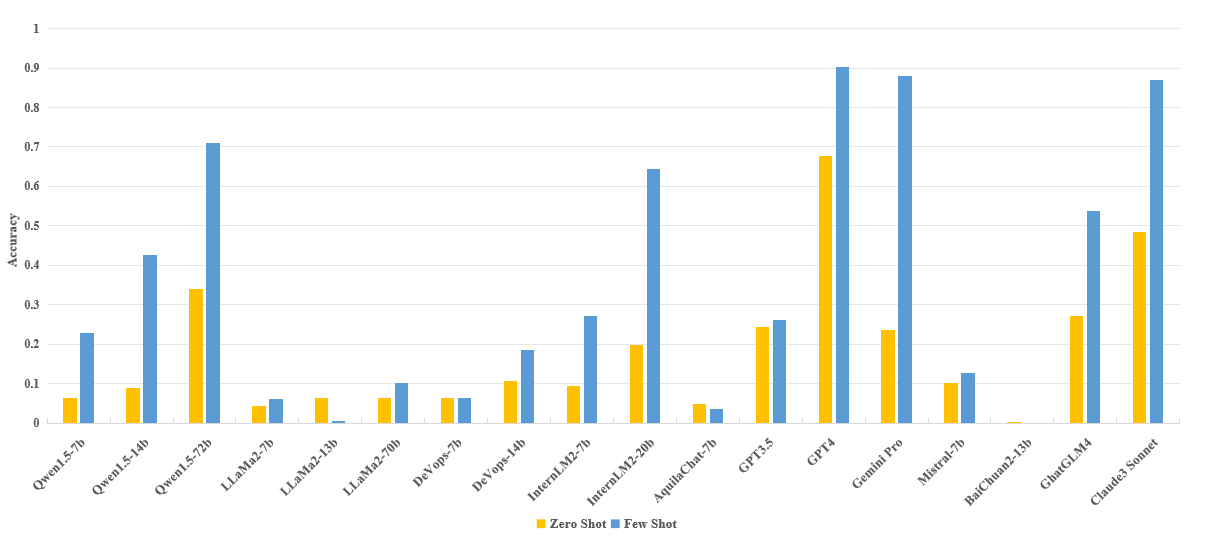 1
0.9
0.8
0.7
0.6
0.5
0.4
0.3
0.2
0.1
0
Accuracy
Qwen1.5-7b
Qwen1.5-14b
Qwen1.5-72b
LLaMa2-7b
LLaMa2-13b
LLaMa2-70b
DeVops-7b
DeVops-14b
InternLM2-7b
InternLM2-20b
AquilaChat-7b
GPT3.5
GPT4
Gemini Pro
Mistral-7b
BaiChuan2-13b
GhatGLM4
Claude3 Sonnet
Zero Shot
Few Shot